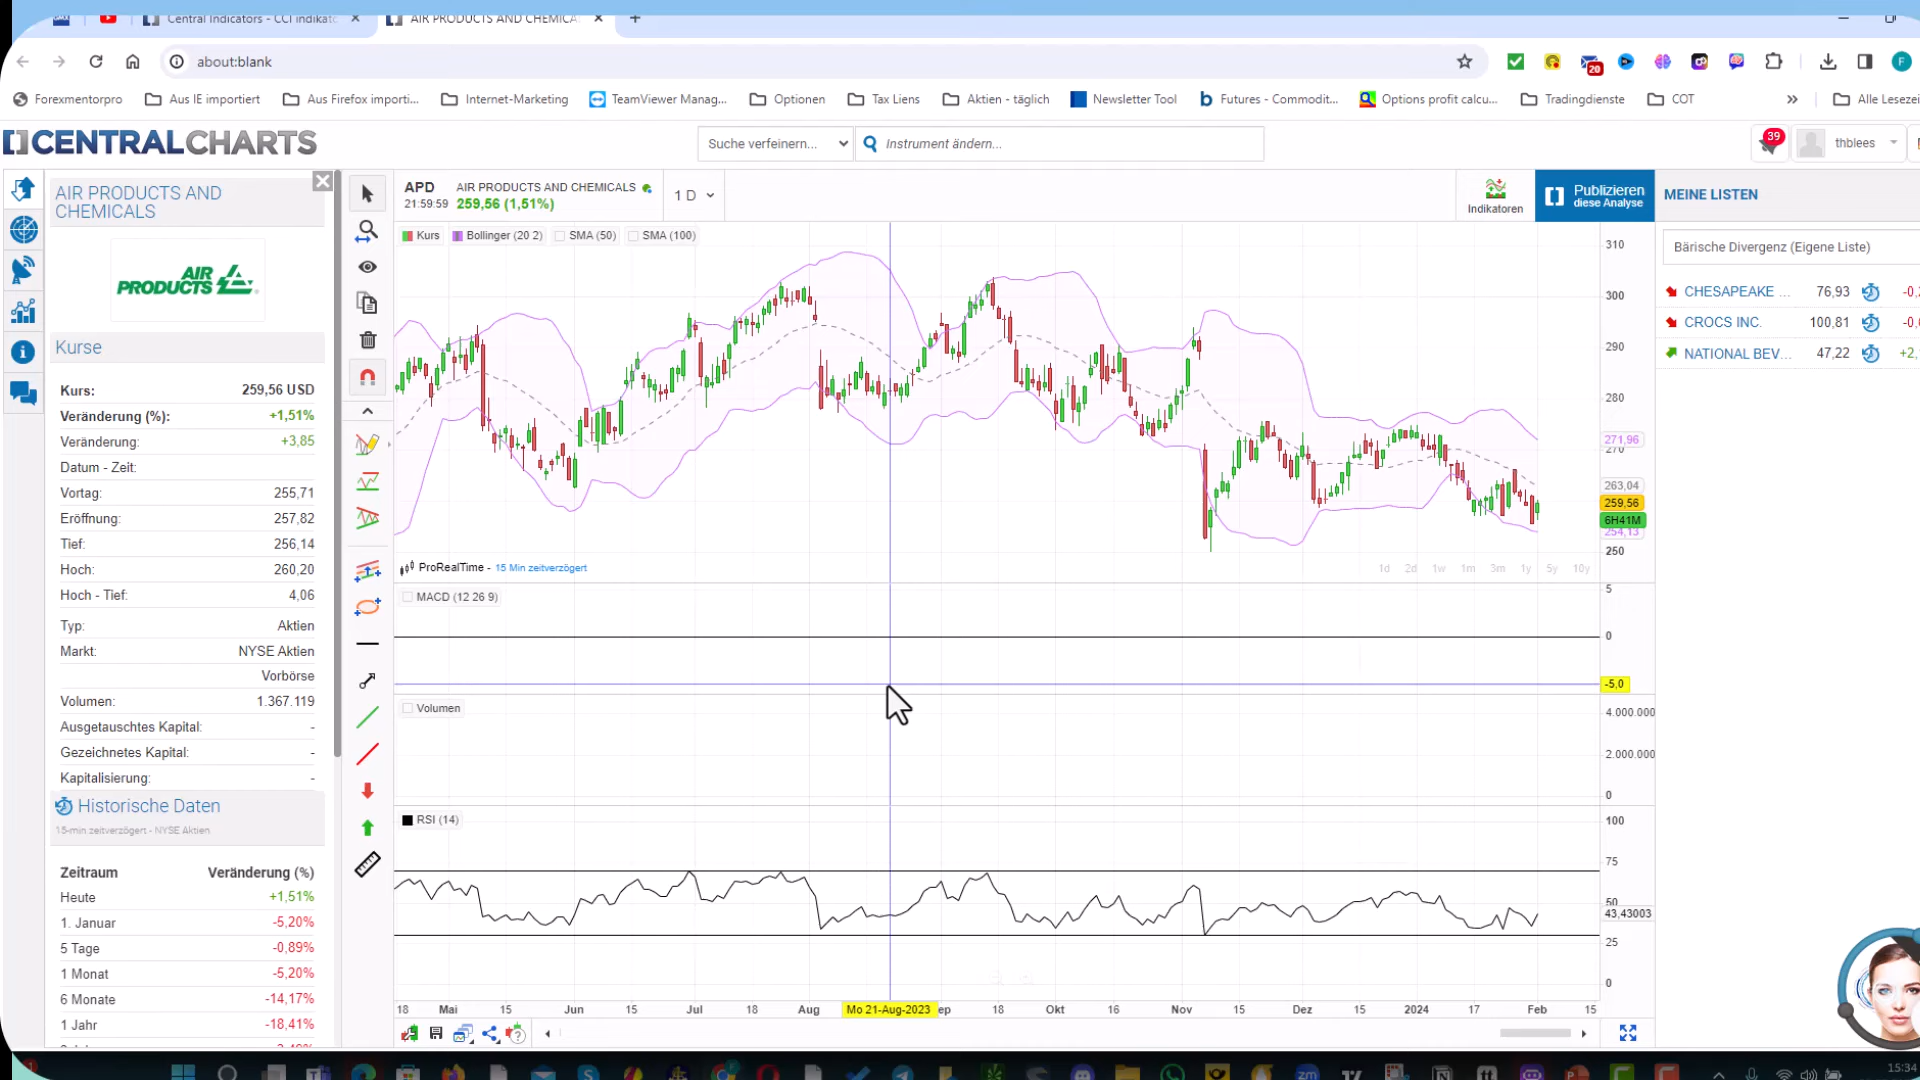 Central Indicators - CCI indikat
AIR PRODUCTS AND CHEMICA
about:blank
20
F
Forexmentorpro
Aus IE importiert
Aus Firefox importi...
Internet-Marketing
TeamViewer Manag...
Optionen
Tax Liens
Aktien - täglich
Newsletter Tool
Futures - Commodit...
Options profit calcu...
Tradingdienste
COT
Alle Lesezei
CENTRALCHARTS
Suche verfeinern...
Instrument ändern...
39
thblees
AIR PRODUCTS AND
CHEMICALS
AIR
PRODUCTS
Kurse
Kurs: 259,56 USD
Veränderung (%): +1,51%
Veränderung: +3,85
Datum - Zeit:
Vortag: 255,71
Eröffnung: 257,82
Tief: 256,14
Hoch: 260,20
Hoch - Tief: 4,06
Typ: Aktien
Markt: NYSE Aktien
Vorbörse
Volumen: 1.367.119
Ausgetauschtes Kapital: -
Gezeichnetes Kapital: -
Kapitalisierung: -
Historische Daten
15-min zeitverzögert - NYSE Aktien
Zeitraum Veränderung (%)
Heute +1,51%
1. Januar -5,20%
5 Tage -0,89%
1 Monat -5,20%
6 Monate -14,17%
1 Jahr -18,41%
APD AIR PRODUCTS AND CHEMICALS
21:59:59 259,56 (1,51%)
1 D
Indikatoren
Publizieren
diese Analyse
Kurs Bollinger (20 2) SMA (50) SMA (100)
310
300
290
280
271,96
270
263,04
259,56
6H41M
254,13
250
ProRealTime - 15 Min zeitverzögert
1d 2d 1w 1m 3m 1y 5y 10y
MACD (12 26 9)
5
0
-5,0
Volumen
4.000.000
2.000.000
0
RSI (14)
100
75
50
43,43003
25
0
18 Mai 15 Jun 15 Jul 18 Aug Mo 21-Aug-2023 ep 18 Okt 15 Nov 15 Dez 15 2024 17 Feb 15
MEINE LISTEN
Bärische Divergenz (Eigene Liste)
CHESAPEAKE ... 76,93
CROCS INC. 100,81
NATIONAL BEV... 47,22 +2,
15:34